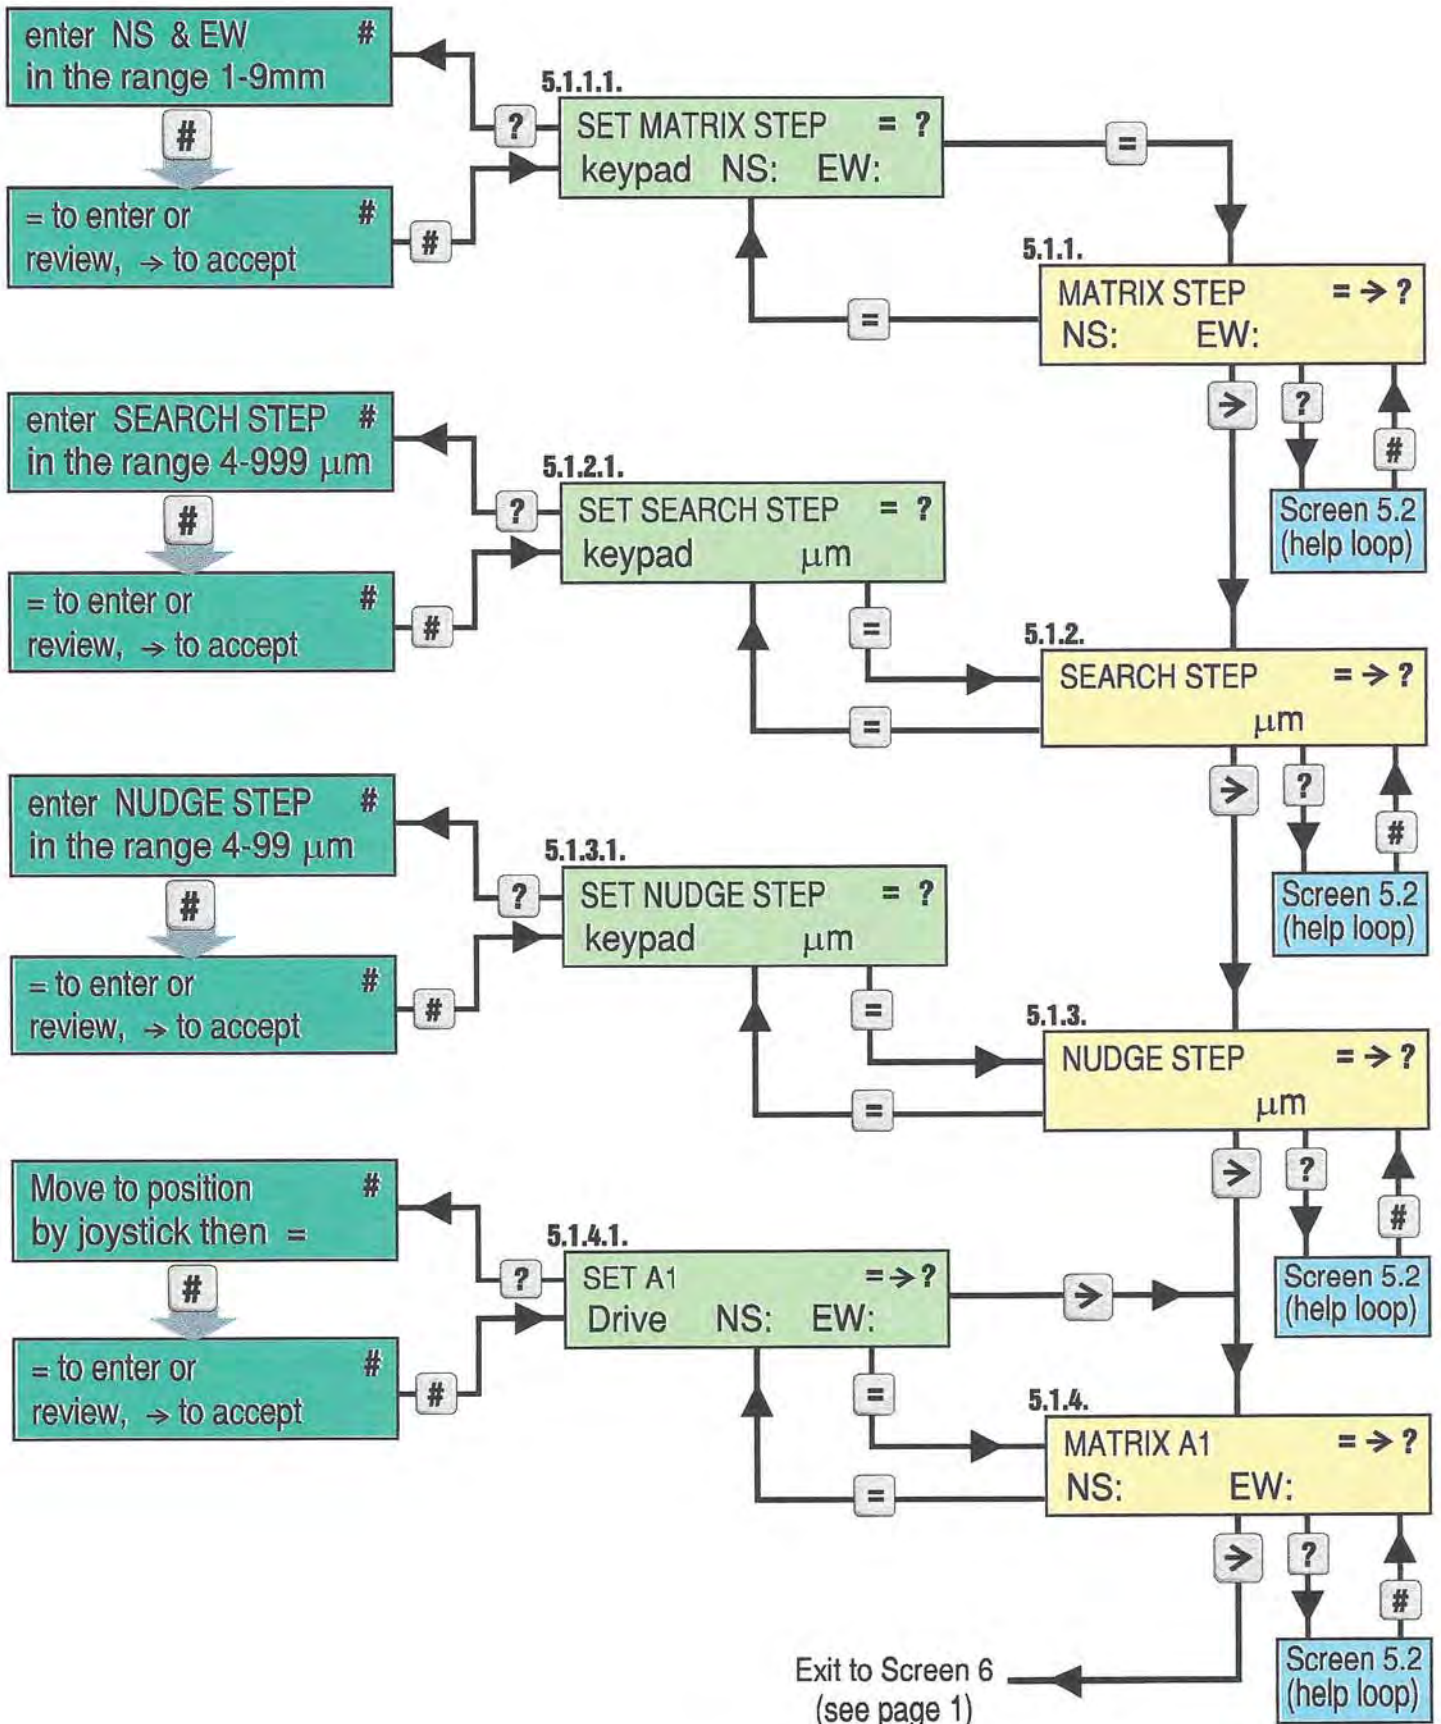 enter NS & EW #
in the range 1-9mm
#
= to enter or #
review, → to accept
?
#
5.1.1.1.
SET MATRIX STEP = ?
keypad NS: EW:
=
=
5.1.1.
MATRIX STEP = → ?
NS: EW:
→ ? #
Screen 5.2
(help loop)
enter SEARCH STEP #
in the range 4-999 μm
#
= to enter or #
review, → to accept
?
#
5.1.2.1.
SET SEARCH STEP = ?
keypad μm
=
=
5.1.2.
SEARCH STEP = → ?
μm
→ ? #
Screen 5.2
(help loop)
enter NUDGE STEP #
in the range 4-99 μm
#
= to enter or #
review, → to accept
?
#
5.1.3.1.
SET NUDGE STEP = ?
keypad μm
=
=
5.1.3.
NUDGE STEP = → ?
μm
→ ? #
Screen 5.2
(help loop)
Move to position #
by joystick then =
#
= to enter or #
review, → to accept
?
#
5.1.4.1.
SET A1 = → ?
Drive NS: EW:
→
=
=
5.1.4.
MATRIX A1 = → ?
NS: EW:
→ ? #
Screen 5.2
(help loop)
Exit to Screen 6
(see page 1)